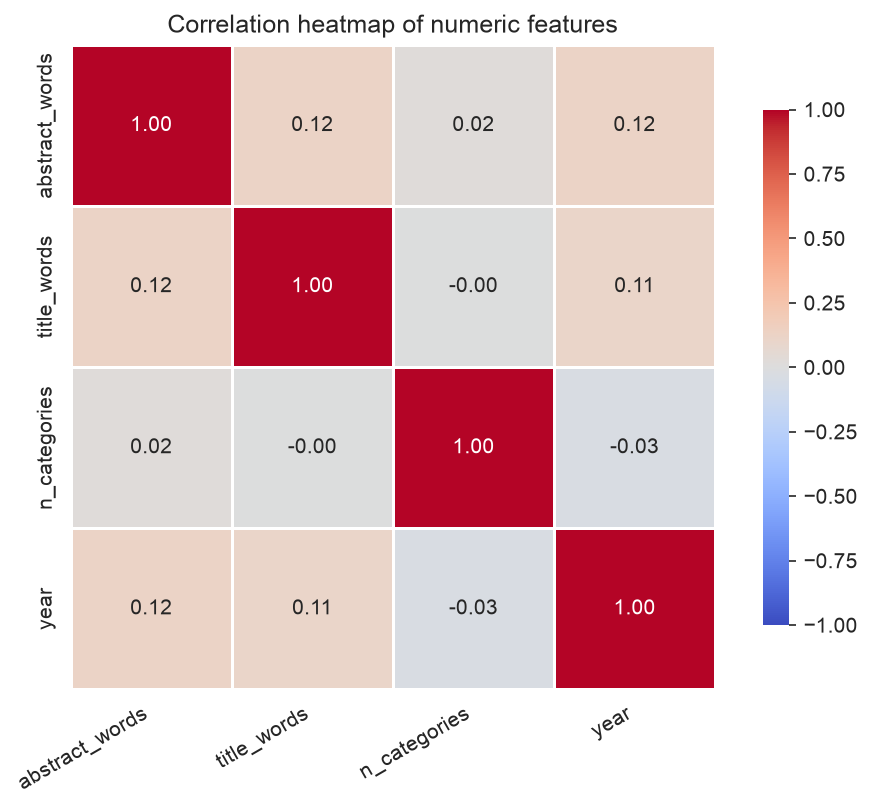 Correlation heatmap of numeric features
abstract_words
1.00
0.12
0.02
0.12
title_words
0.12
1.00
-0.00
0.11
n_categories
0.02
-0.00
1.00
-0.03
year
0.12
0.11
-0.03
1.00
abstract_words
title_words
n_categories
year
1.00
0.75
0.50
0.25
0.00
−0.25
−0.50
−0.75
−1.00